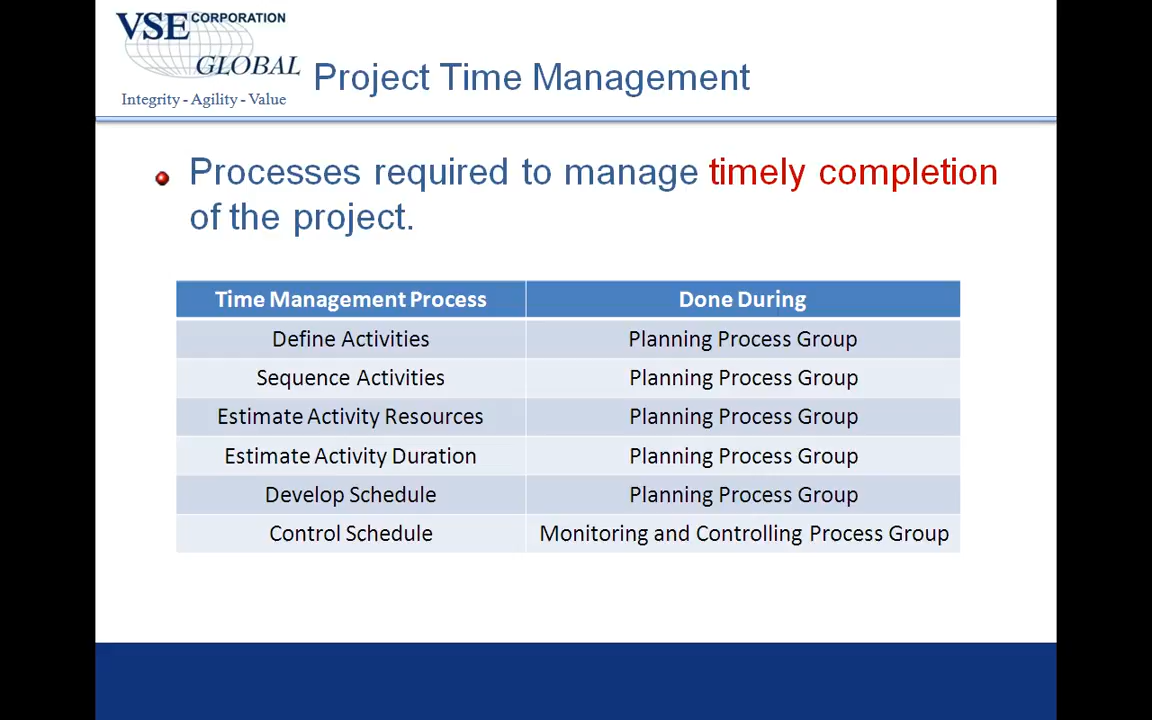 VSE CORPORATION
GLOBAL
Integrity - Agility - Value
Project Time Management
Processes required to manage timely completion
of the project.
Time Management Process Done During
Define Activities Planning Process Group
Sequence Activities Planning Process Group
Estimate Activity Resources Planning Process Group
Estimate Activity Duration Planning Process Group
Develop Schedule Planning Process Group
Control Schedule Monitoring and Controlling Process Group